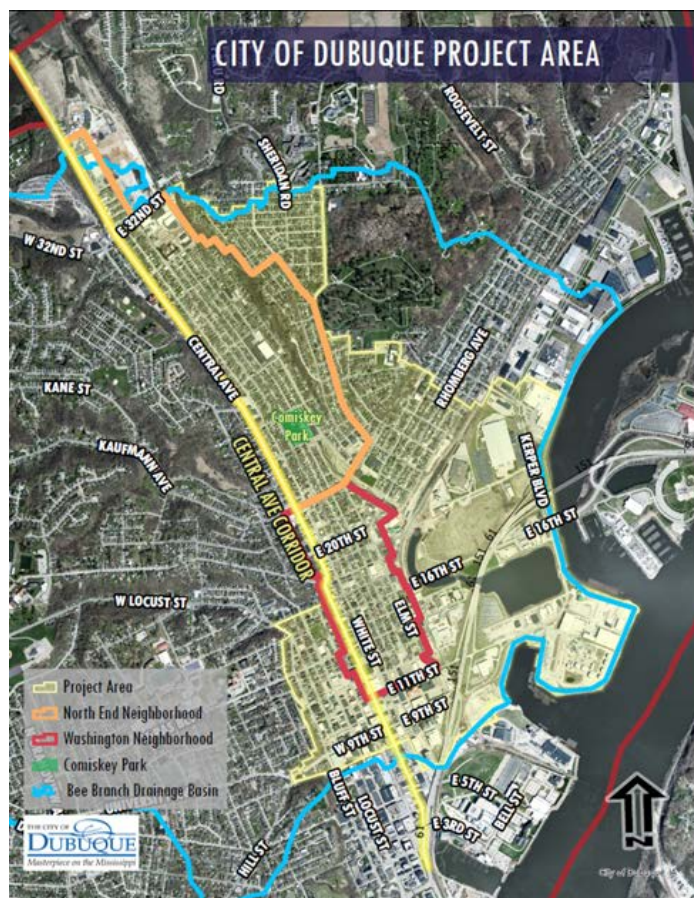 CITY OF DUBUQUE PROJECT AREA
ROOSEVELT ST
SHERIDAN RD
E 32ND ST
W 32ND ST
RHOMBERG AVE
CENTRAL AVE
KANE ST
Comiskey
Park
KERPER BLVD
KAUFMANN AVE
CENTRAL AVE CORRIDOR
151
61
E 16TH ST
51
E 20TH ST
E 16TH ST
W LOCUST ST
ELM ST
WHITE ST
E 11TH ST
151
E 9TH ST
W 9TH ST
E 5TH ST
BELL ST
BLUFF ST
LOCUST ST
E 3RD ST
HILL ST
Project Area
North End Neighborhood
Washington Neighborhood
Comiskey Park
Bee Branch Drainage Basin
THE CITY OF
DUBUQUE
Masterpiece on the Mississippi
N